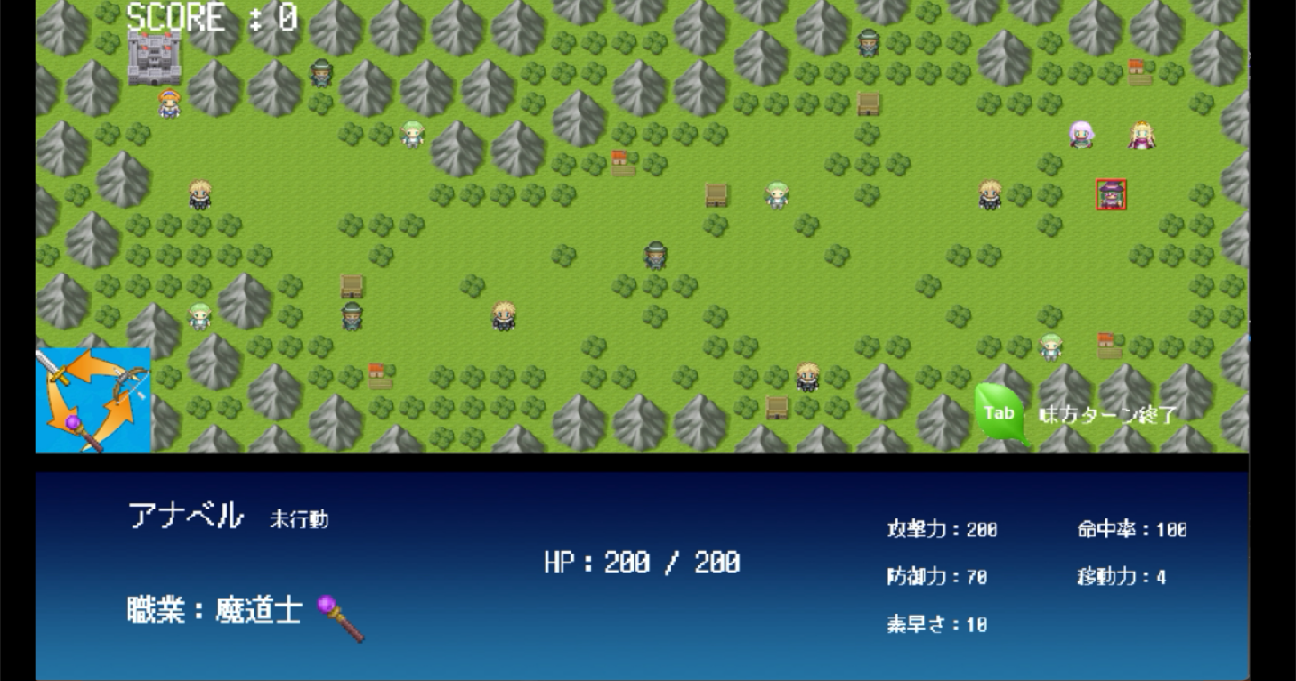 SCORE : 0
Tab 味方ターン終了
アナベル 未行動
HP : 200 / 200
職業 : 魔道士
攻撃力 : 200 命中率 : 100
防御力 : 70 移動力 : 4
素早さ : 10